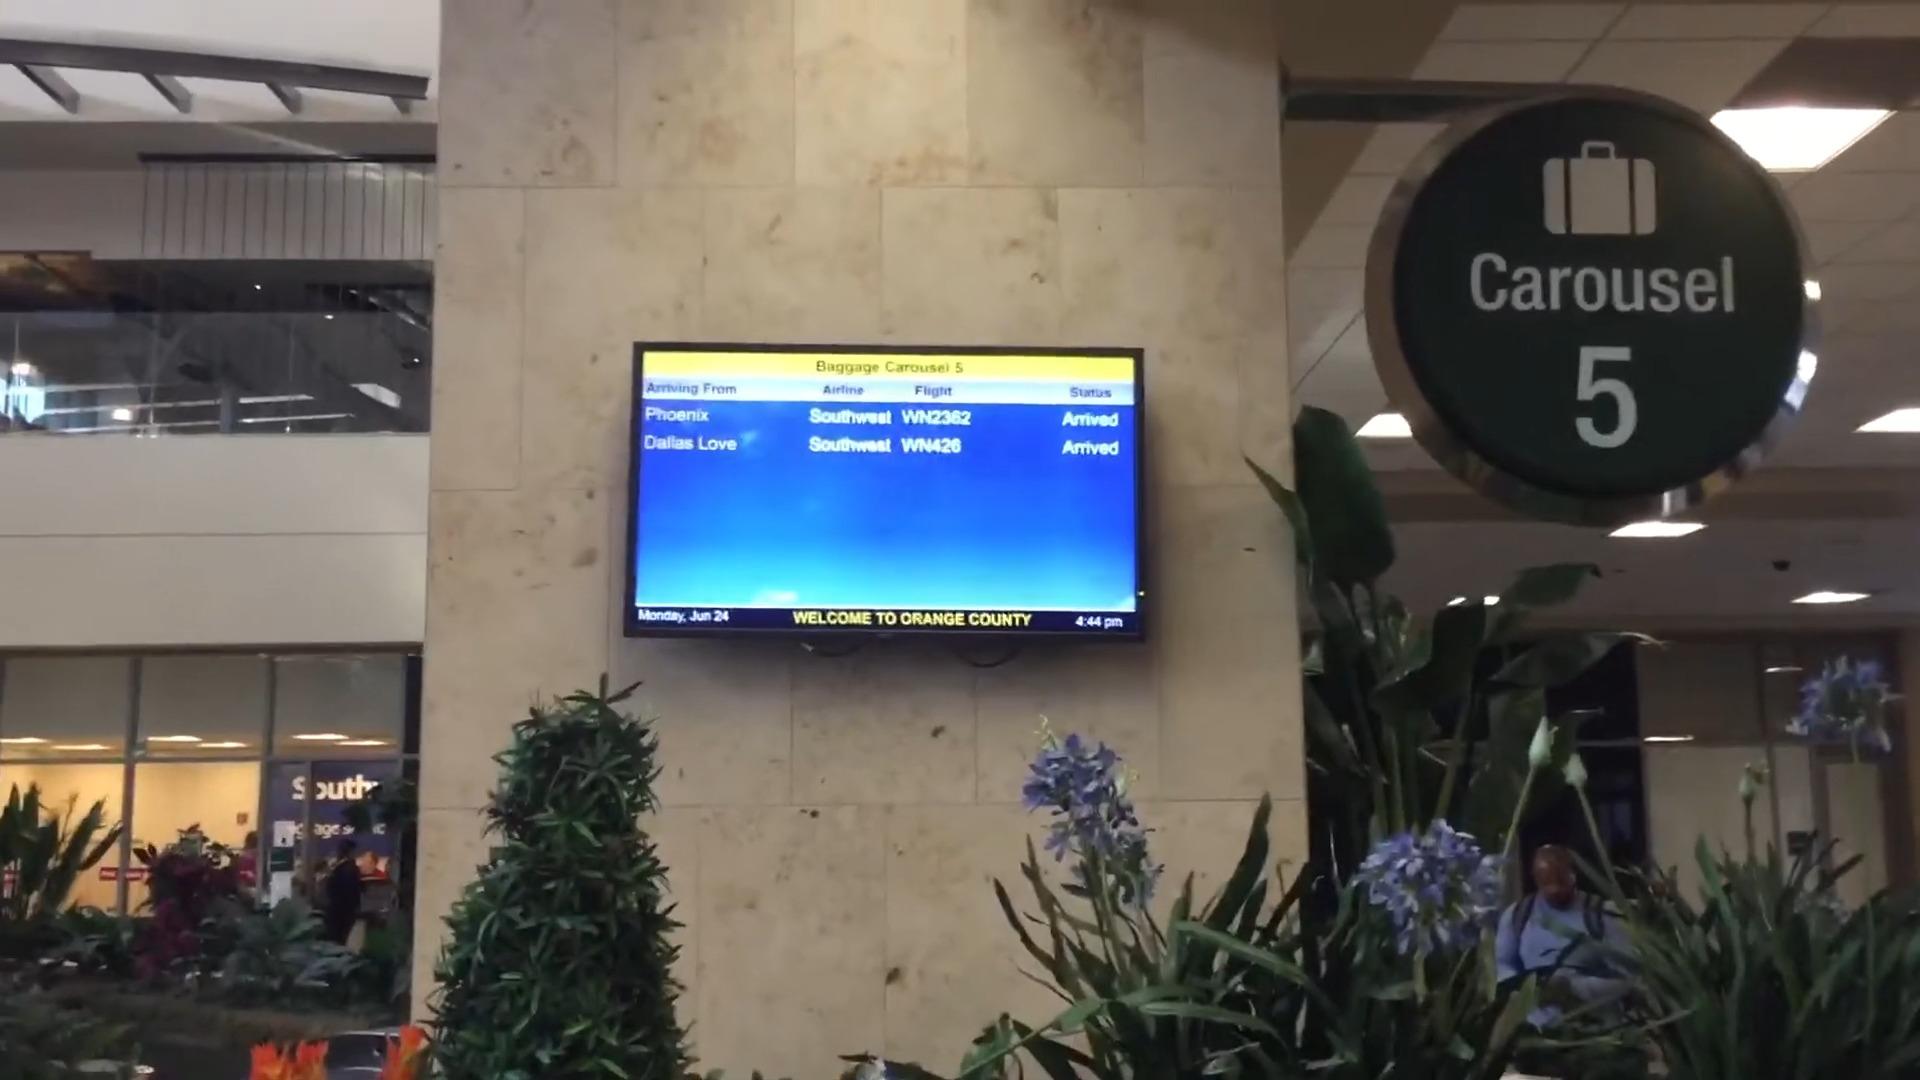 Carousel
5
Baggage Carousel 5
Arriving From Airline Flight Status
Phoenix Southwest WN2362 Arrived
Dallas Love Southwest WN426 Arrived
Monday, Jun 24 WELCOME TO ORANGE COUNTY 4:44 pm
South